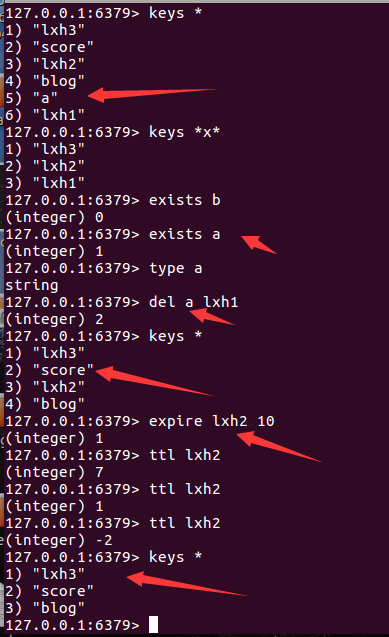 127.0.0.1:6379> keys *
1) "lxh3"
2) "score"
3) "lxh2"
4) "blog"
5) "a"
6) "lxh1"
127.0.0.1:6379> keys *x*
1) "lxh3"
2) "lxh2"
3) "lxh1"
127.0.0.1:6379> exists b
(integer) 0
127.0.0.1:6379> exists a
(integer) 1
127.0.0.1:6379> type a
string
127.0.0.1:6379> del a lxh1
(integer) 2
127.0.0.1:6379> keys *
1) "lxh3"
2) "score"
3) "lxh2"
4) "blog"
127.0.0.1:6379> expire lxh2 10
(integer) 1
127.0.0.1:6379> ttl lxh2
(integer) 7
127.0.0.1:6379> ttl lxh2
(integer) 1
127.0.0.1:6379> ttl lxh2
(integer) -2
127.0.0.1:6379> keys *
1) "lxh3"
2) "score"
3) "blog"
127.0.0.1:6379>